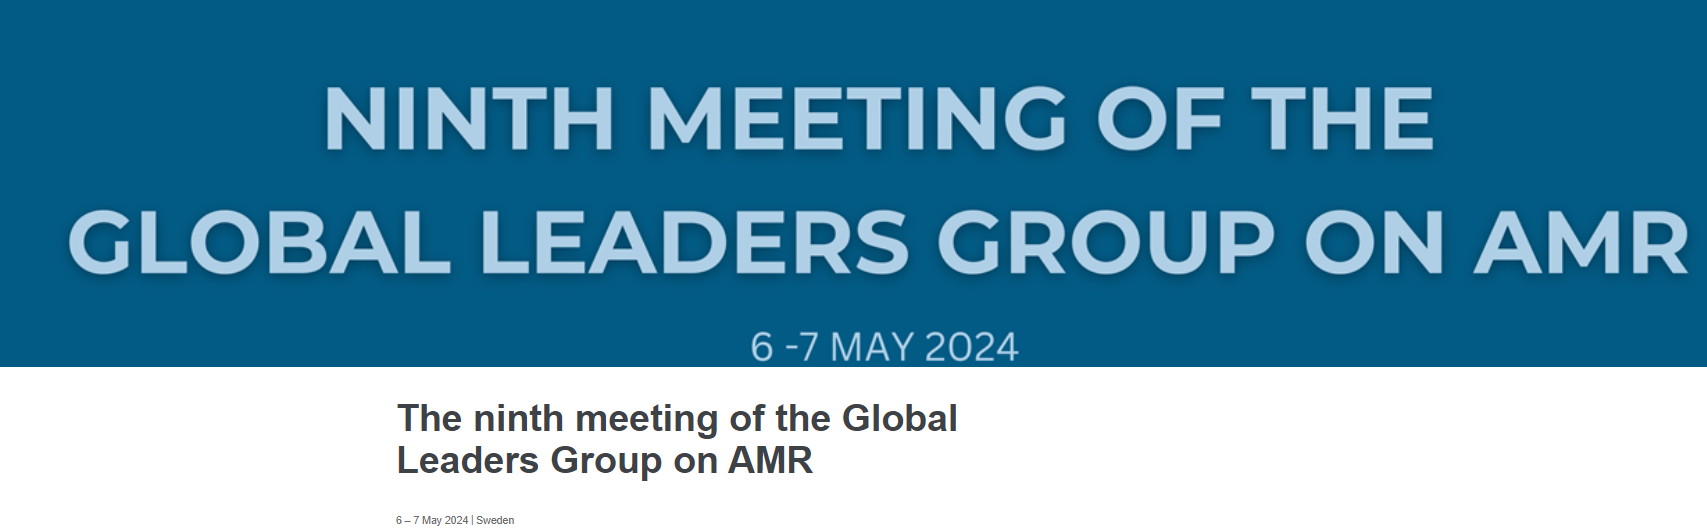 NINTH MEETING OF THE
GLOBAL LEADERS GROUP ON AMR
6 -7 MAY 2024
The ninth meeting of the Global
Leaders Group on AMR
6 – 7 May 2024 | Sweden